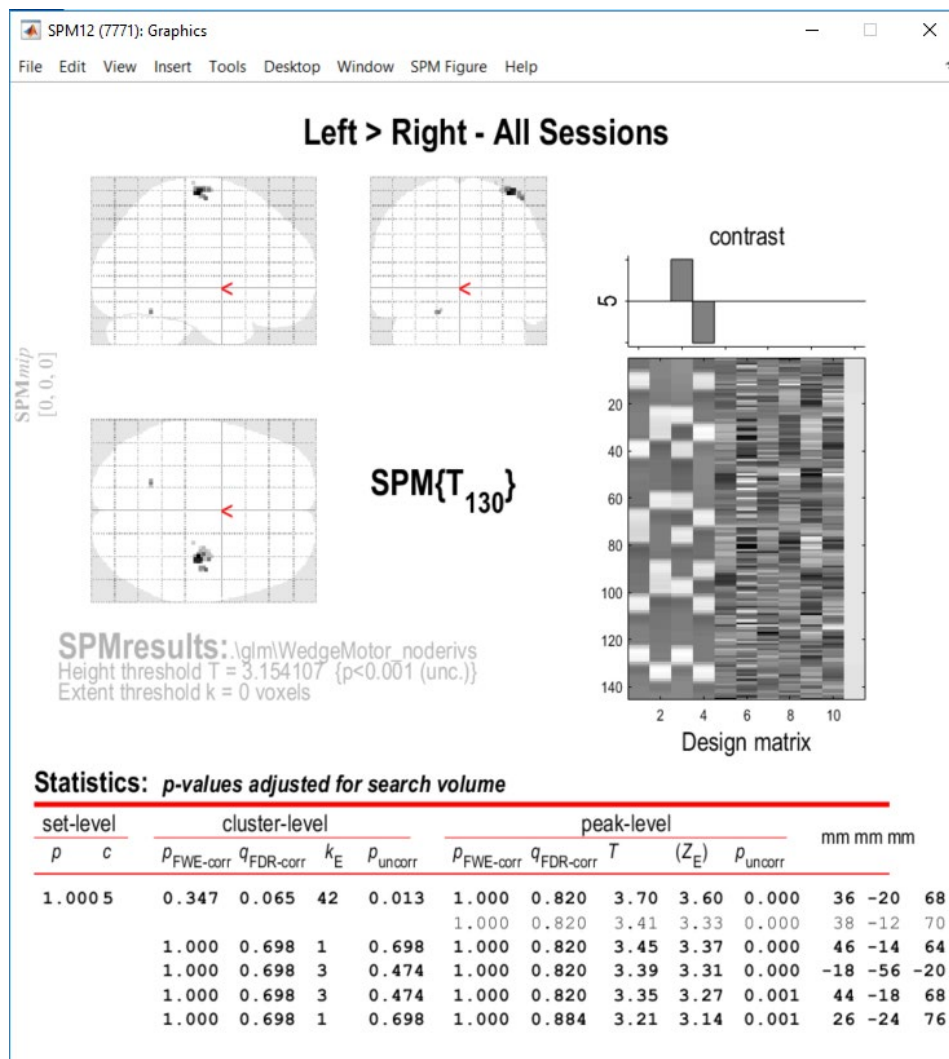 SPM12 (7771): Graphics
File Edit View Insert Tools Desktop Window SPM Figure Help
Left > Right - All Sessions
SPMmip
[0, 0, 0]
<
<
<
SPM{T130}
contrast
5
20
40
60
80
100
120
140
2 4 6 8 10
Design matrix
SPMresults: .\glm\WedgeMotor_noderivs
Height threshold T = 3.154107 {p<0.001 (unc.)}
Extent threshold k = 0 voxels
Statistics: p-values adjusted for search volume
set-level cluster-level peak-level mm mm mm
p c pFWE-corr qFDR-corr kE puncorr pFWE-corr qFDR-corr T (ZE) puncorr
1.000 5 0.347 0.065 42 0.013 1.000 0.820 3.70 3.60 0.000 36 -20 68
1.000 0.820 3.41 3.33 0.000 38 -12 70
1.000 0.698 1 0.698 1.000 0.820 3.45 3.37 0.000 46 -14 64
1.000 0.698 3 0.474 1.000 0.820 3.39 3.31 0.000 -18 -56 -20
1.000 0.698 3 0.474 1.000 0.820 3.35 3.27 0.001 44 -18 68
1.000 0.698 1 0.698 1.000 0.884 3.21 3.14 0.001 26 -24 76